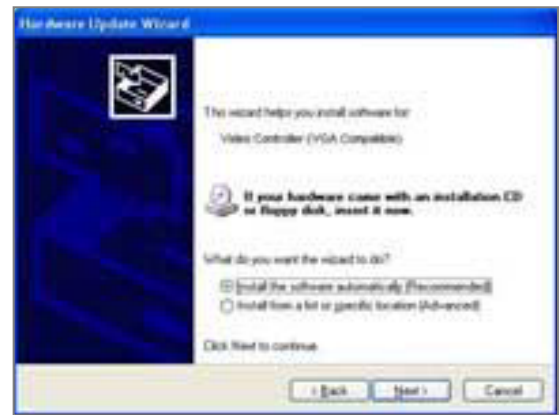 Hardware Update Wizard
This wizard helps you install software for:
Video Controller (VGA Compatible)
If your hardware came with an installation CD
or floppy disk, insert it now.
What do you want the wizard to do?
Install the software automatically (Recommended)
Install from a list or specific location (Advanced)
Click Next to continue.
< Back
Next >
Cancel